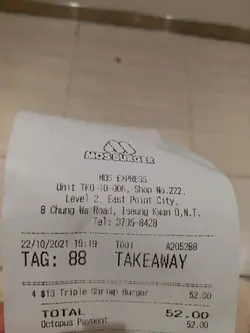 MOS BURGER
MOS EXPRESS
Unit TKO-TO-006, Shop No.222,
Level 2, East Point City,
8 Chung Wa Road, Tseung Kwan O,N.T.
Tel: 3705-8428
22/10/2021 19:19 T001 A205268
TAG: 88 TAKEAWAY
4 $13 Triple Shrimp Burger 52.00
TOTAL 52.00
Octopus Payment 52.00